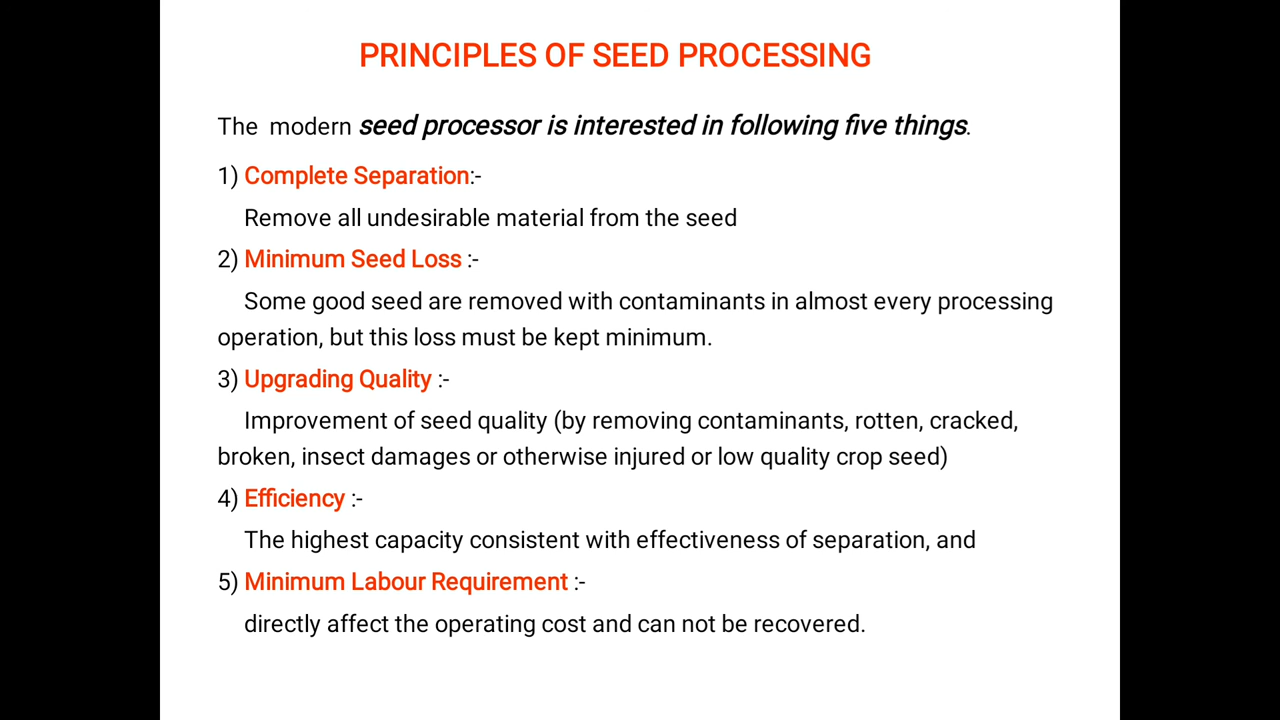 PRINCIPLES OF SEED PROCESSING
The modern seed processor is interested in following five things.
1) Complete Separation:-
Remove all undesirable material from the seed
2) Minimum Seed Loss :-
Some good seed are removed with contaminants in almost every processing
operation, but this loss must be kept minimum.
3) Upgrading Quality :-
Improvement of seed quality (by removing contaminants, rotten, cracked,
broken, insect damages or otherwise injured or low quality crop seed)
4) Efficiency :-
The highest capacity consistent with effectiveness of separation, and
5) Minimum Labour Requirement :-
directly affect the operating cost and can not be recovered.